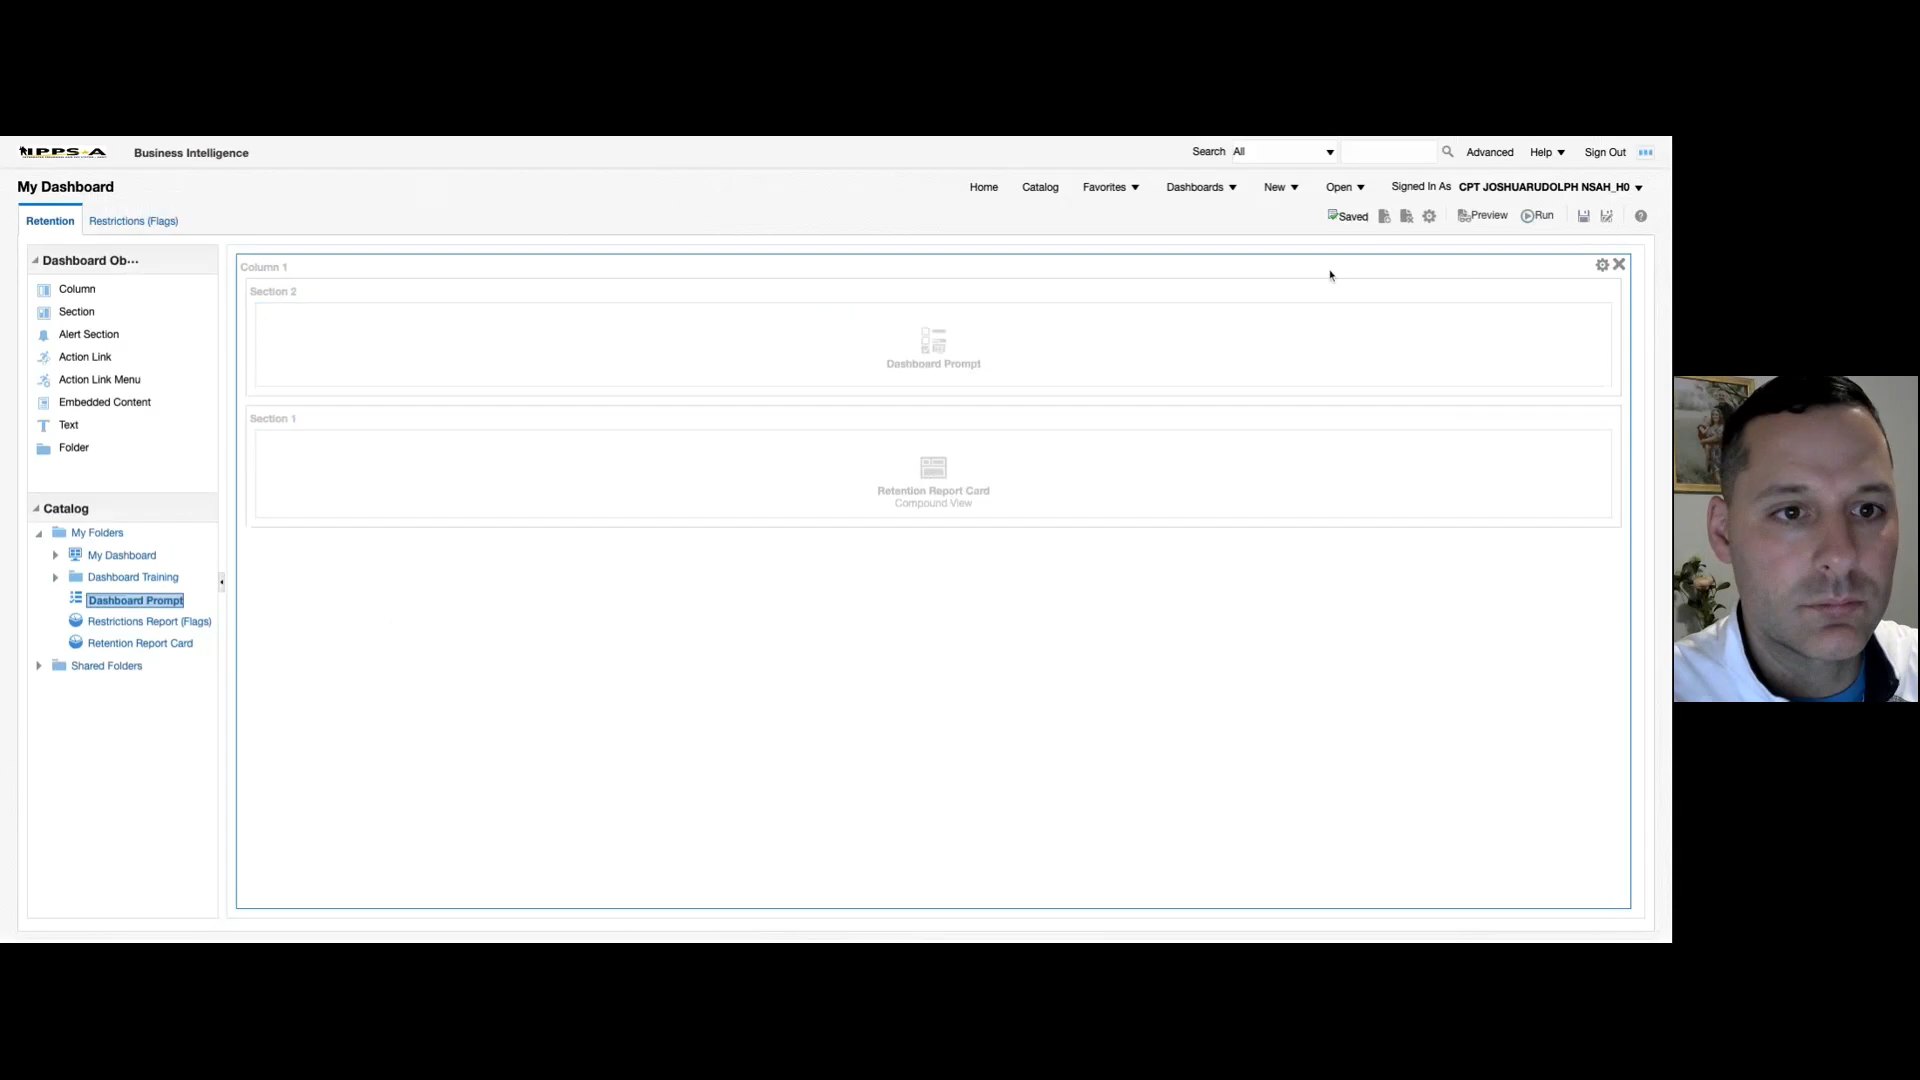 IPPS-A
Business Intelligence
Search All
Advanced
Help
Sign Out
My Dashboard
Home
Catalog
Favorites
Dashboards
New
Open
Signed In As CPT JOSHUARUDOLPH NSAH_H0
Retention
Restrictions (Flags)
Saved
Preview
Run
Dashboard Ob...
Column
Section
Alert Section
Action Link
Action Link Menu
Embedded Content
Text
Folder
Catalog
My Folders
My Dashboard
Dashboard Training
Dashboard Prompt
Restrictions Report (Flags)
Retention Report Card
Shared Folders
Column 1
Section 2
Dashboard Prompt
Section 1
Retention Report Card
Compound View